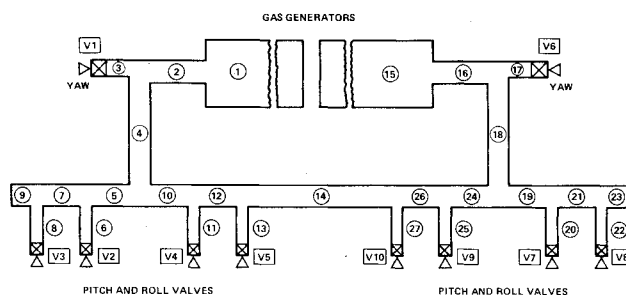 GAS GENERATORS
V1 V6
3 2 1 15 16 17
YAW YAW
4 18
9 7 5 10 12 14 26 24 19 21 23
8 6 11 13 27 25 20 22
V3 V2 V4 V5 V10 V9 V7
PITCH AND ROLL VALVES PITCH AND ROLL VALVES